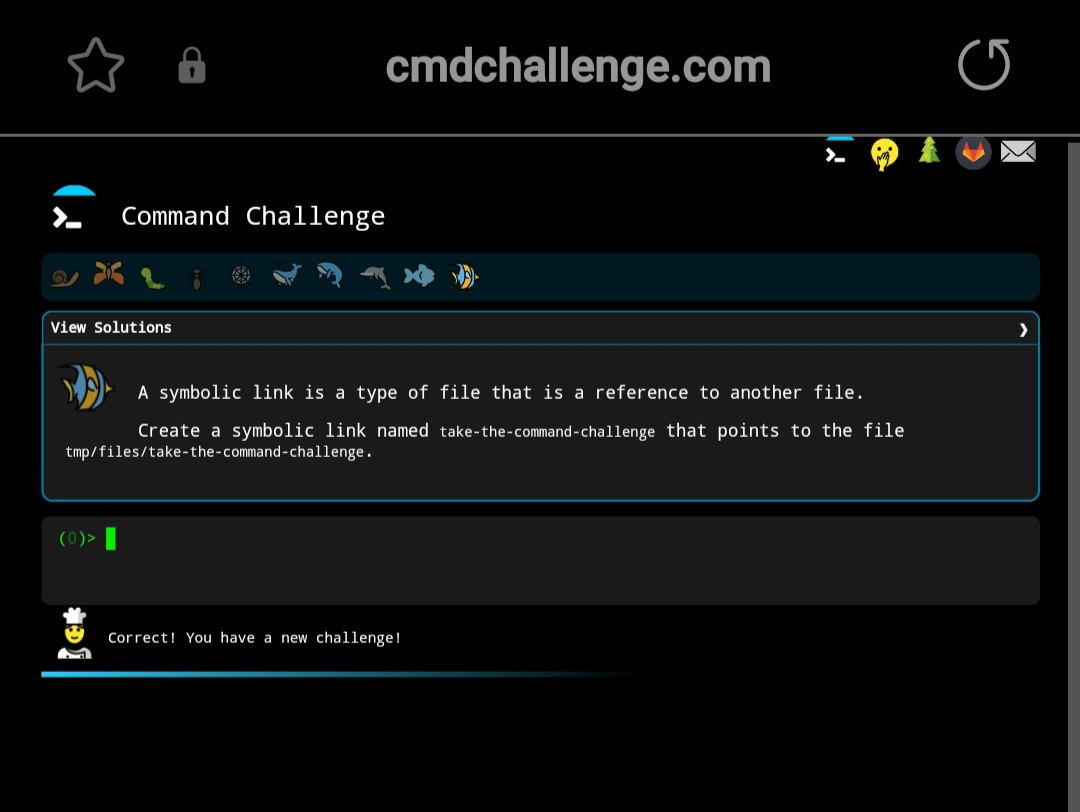 cmdchallenge.com
Command Challenge
View Solutions
A symbolic link is a type of file that is a reference to another file.
Create a symbolic link named take-the-command-challenge that points to the file
tmp/files/take-the-command-challenge.
(0)>
Correct! You have a new challenge!